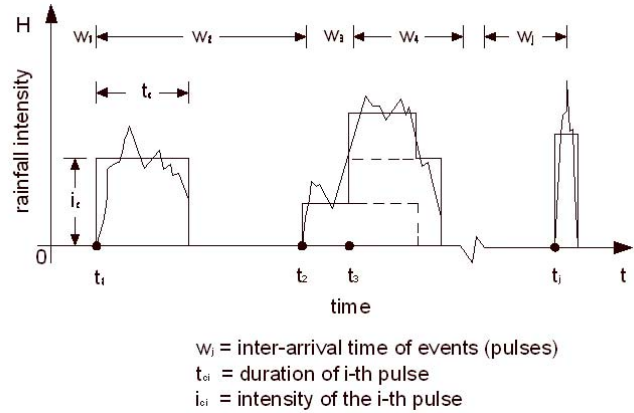 H
w₁
w₂
w₃
w₄
wⱼ
t꜀
rainfall intensity
i꜀
0
t₁
t₂
t₃
tⱼ
t
time
wⱼ = inter-arrival time of events (pulses)
t꜀ᵢ = duration of i-th pulse
i꜀ᵢ = intensity of the i-th pulse